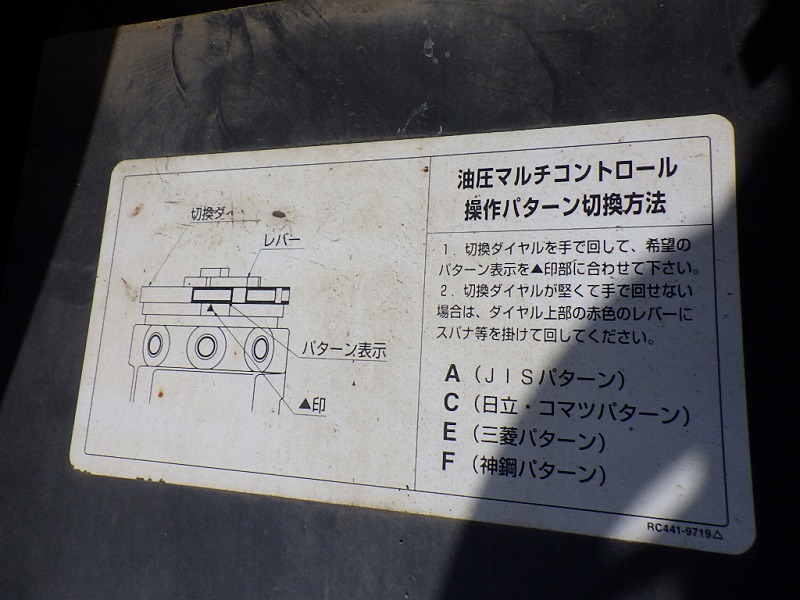 油圧マルチコントロール
操作パターン切換方法
切換ダイ
レバー
パターン表示
▲印
1. 切換ダイヤルを手で回して、希望の
パターン表示を▲印部に合わせて下さい。
2. 切換ダイヤルが堅くて手で回せない
場合は、ダイヤル上部の赤色のレバーに
スパナ等を掛けて回してください。
A（JISパターン）
C（日立・コマツパターン）
E（三菱パターン）
F（神鋼パターン）
RC441-9719△